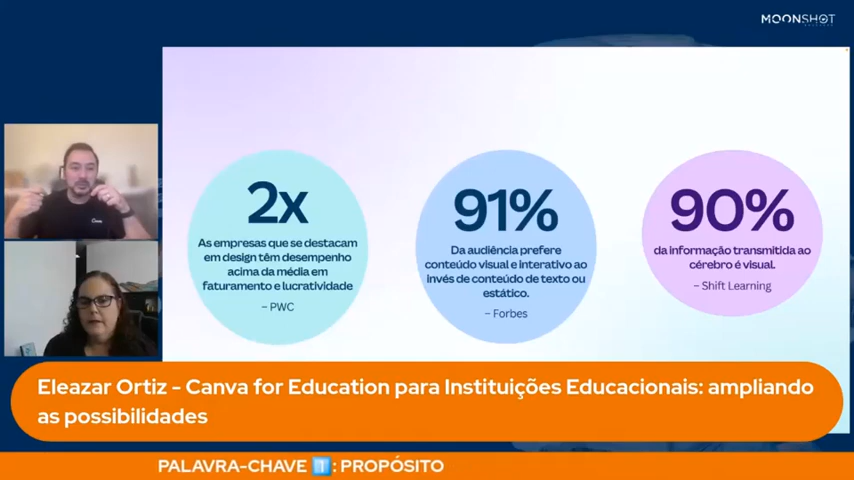 MOONSHOT
2x
As empresas que se destacam
em design têm desempenho
acima da média em
faturamento e lucratividade
– PWC
91%
Da audiência prefere
conteúdo visual e interativo ao
invés de conteúdo de texto ou
estático.
– Forbes
90%
da informação transmitida ao
cérebro é visual.
– Shift Learning
Eleazar Ortiz - Canva for Education para Instituições Educacionais: ampliando
as possibilidades
PALAVRA-CHAVE 1️⃣: PROPÓSITO